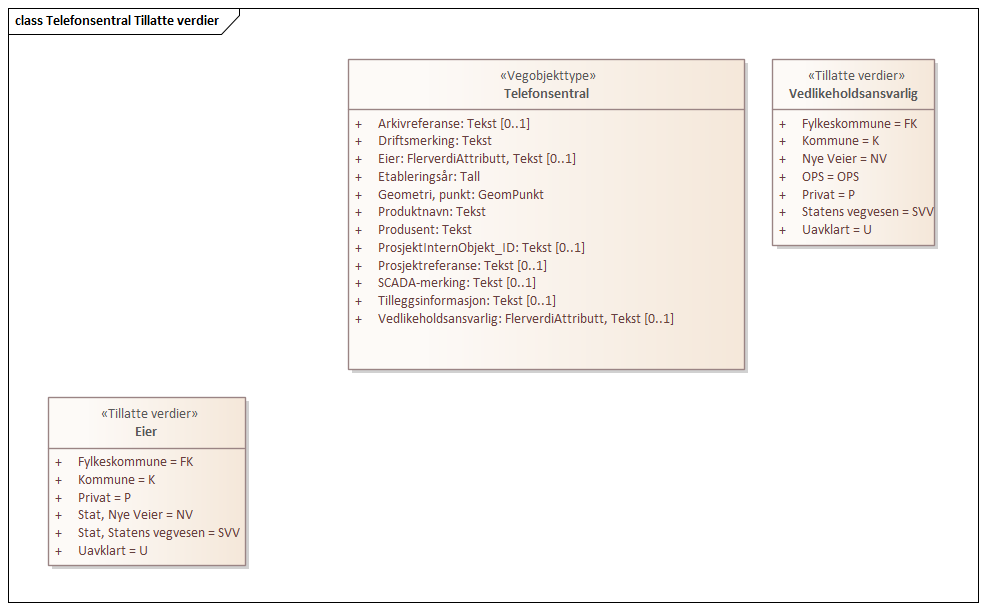 class Telefonsentral Tillatte verdier
«Vegobjekttype»
Telefonsentral
+ Arkivreferanse: Tekst [0..1]
+ Driftsmerking: Tekst
+ Eier: FlerverdiAttributt, Tekst [0..1]
+ Etableringsår: Tall
+ Geometri, punkt: GeomPunkt
+ Produktnavn: Tekst
+ Produsent: Tekst
+ ProsjektInternObjekt_ID: Tekst [0..1]
+ Prosjektreferanse: Tekst [0..1]
+ SCADA-merking: Tekst [0..1]
+ Tilleggsinformasjon: Tekst [0..1]
+ Vedlikeholdsansvarlig: FlerverdiAttributt, Tekst [0..1]
«Tillatte verdier»
Vedlikeholdsansvarlig
+ Fylkeskommune = FK
+ Kommune = K
+ Nye Veier = NV
+ OPS = OPS
+ Privat = P
+ Statens vegvesen = SVV
+ Uavklart = U
«Tillatte verdier»
Eier
+ Fylkeskommune = FK
+ Kommune = K
+ Privat = P
+ Stat, Nye Veier = NV
+ Stat, Statens vegvesen = SVV
+ Uavklart = U